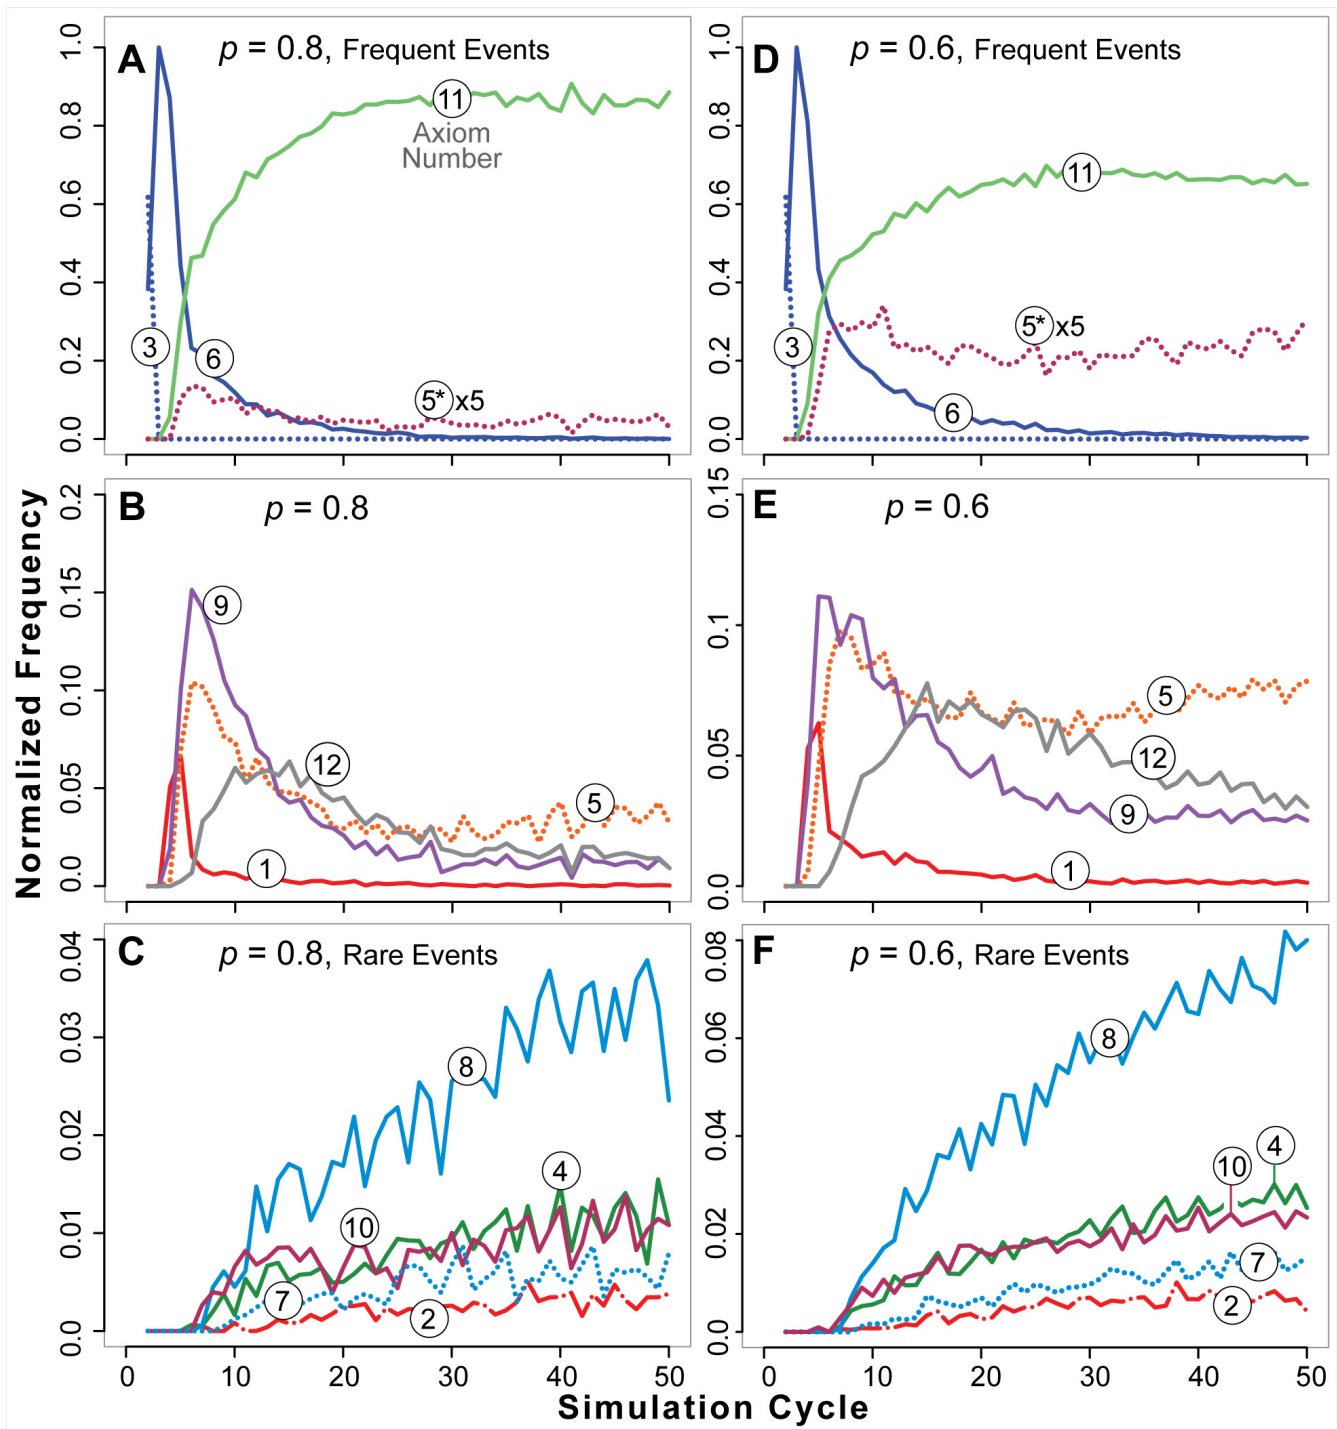 A
p = 0.8, Frequent Events
1.0
0.8
0.6
0.4
0.2
0.0
11
Axiom
Number
3
6
5* x5
D
p = 0.6, Frequent Events
1.0
0.8
0.6
0.4
0.2
0.0
11
5* x5
3
6
B
p = 0.8
0.2
0.15
0.10
0.05
0.0
9
12
5
1
E
p = 0.6
0.15
0.1
0.05
0.0
5
12
9
1
C
p = 0.8, Rare Events
0.04
0.03
0.02
0.01
0.0
8
4
10
7
2
0 10 20 30 40 50
F
p = 0.6, Rare Events
0.08
0.06
0.04
0.02
0.0
8
4
10
7
2
0 10 20 30 40 50
Normalized Frequency
Simulation Cycle